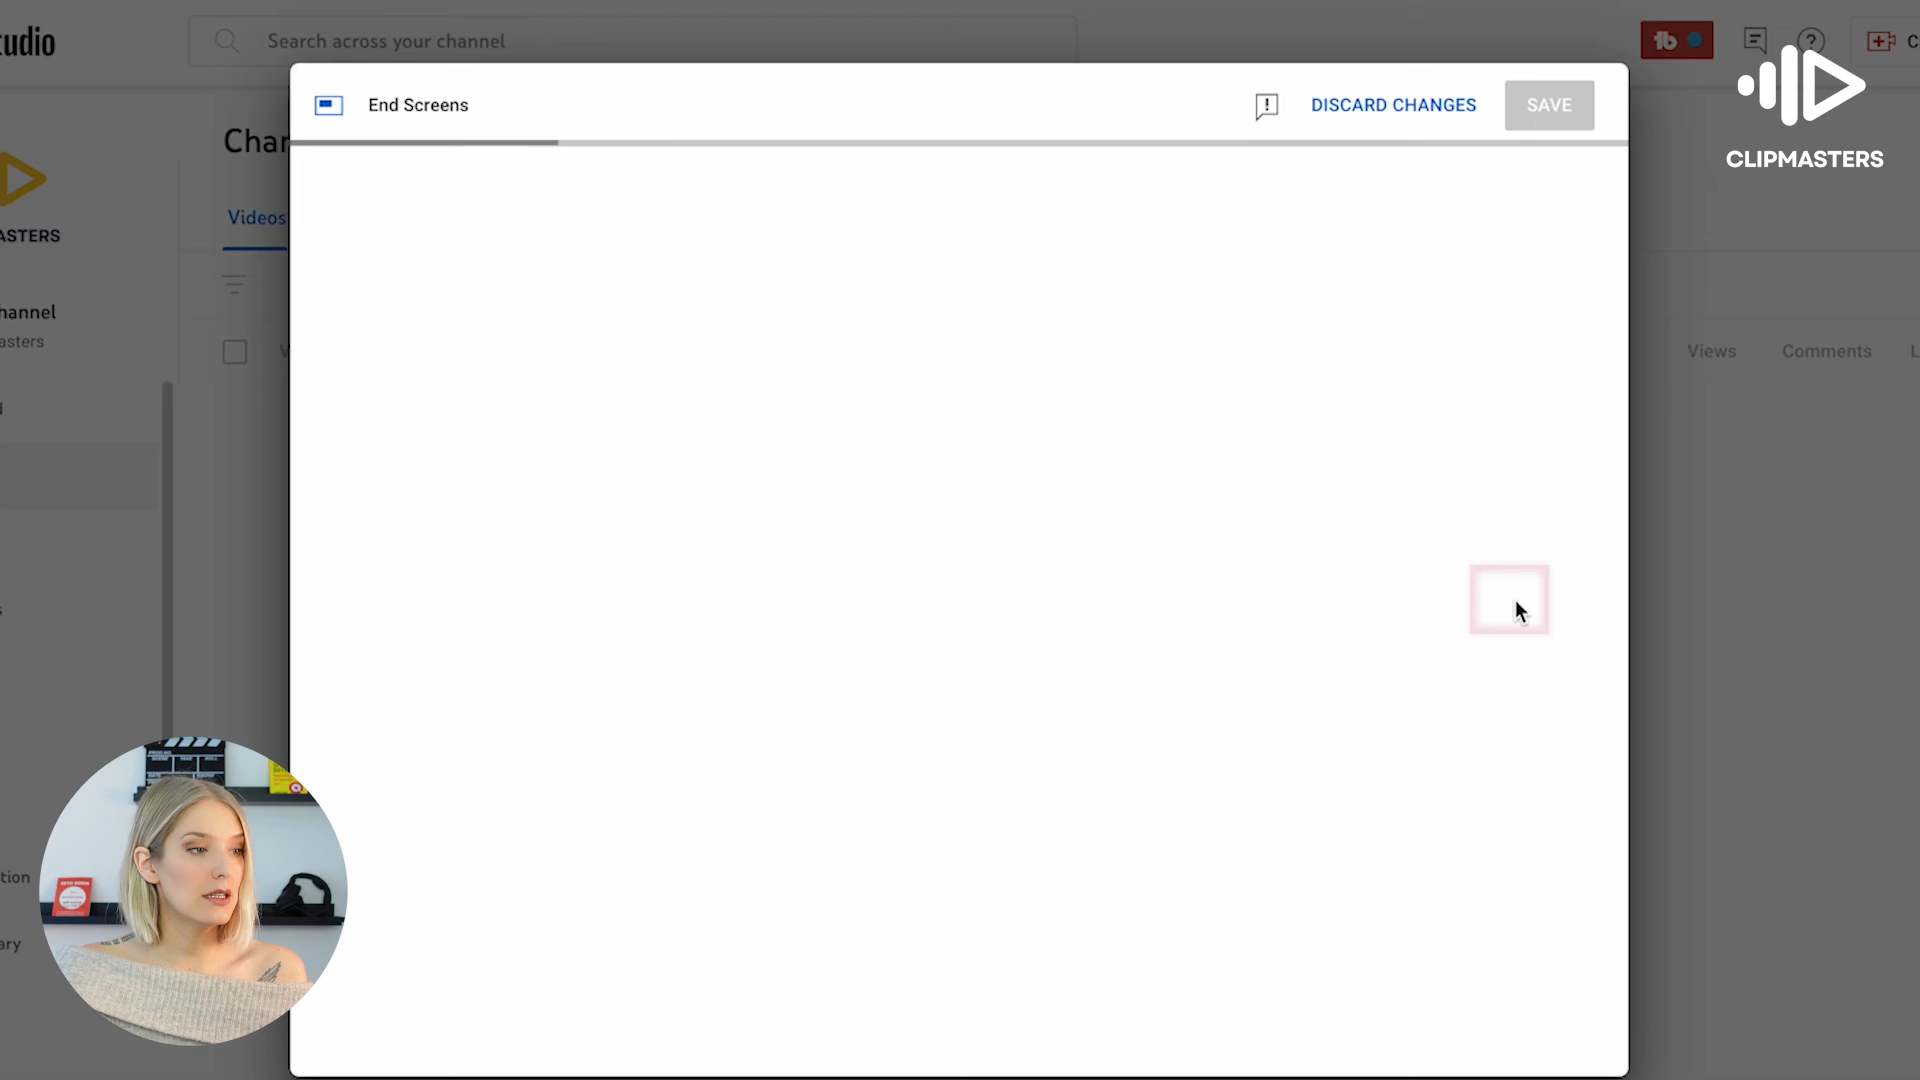 tudio
Search across your channel
C
CLIPMASTERS
End Screens
DISCARD CHANGES
SAVE
Chan
Videos
ASTERS
hannel
asters
Views
Comments
L
tion
ary